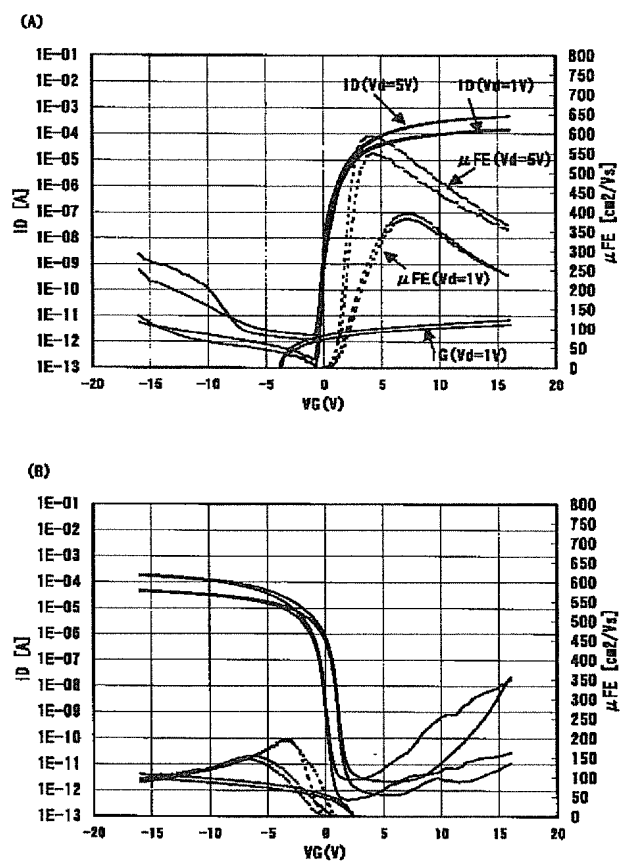 (A)
1E-01 800
1E-02 750
1E-03 700
1E-04 650
1E-05 600
1E-06 550
1E-07 500
1E-08 450
1E-09 400
1E-10 350
1E-11 300
1E-12 250
1E-13 200
150
100
50
0
ID [A]
μFE [cm2/Vs]
ID(Vd=5V)
ID(Vd=1V)
μFE(Vd=5V)
μFE(Vd=1V)
IG(Vd=1V)
-20 -15 -10 -5 0 5 10 15 20
VG(V)
(B)
1E-01 800
1E-02 750
1E-03 700
1E-04 650
1E-05 600
1E-06 550
1E-07 500
1E-08 450
1E-09 400
1E-10 350
1E-11 300
1E-12 250
1E-13 200
150
100
50
0
ID [A]
μFE [cm2/Vs]
-20 -15 -10 -5 0 5 10 15 20
VG(V)